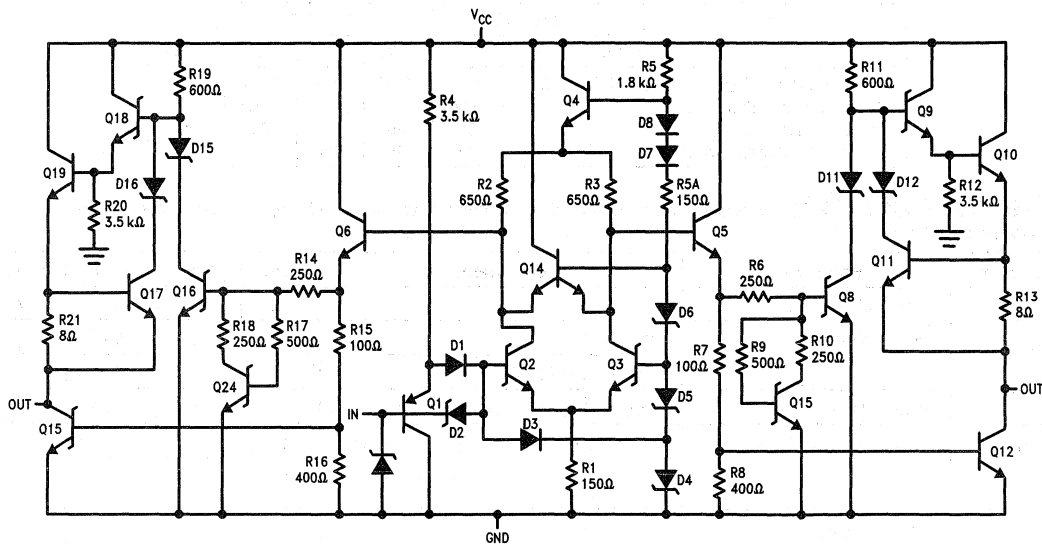 VCC
R19
600Ω
Q18
D15
Q19
D16
R20
3.5 kΩ
Q17
Q16
R21
8Ω
OUT
Q15
R14
250Ω
R18
250Ω
R17
500Ω
Q24
R15
100Ω
R16
400Ω
Q6
R4
3.5 kΩ
D1
IN
Q1
D2
D3
R2
650Ω
Q4
R3
650Ω
R5
1.8 kΩ
D8
D7
R5A
150Ω
Q14
D6
Q2
Q3
D5
R1
150Ω
D4
GND
Q5
R6
250Ω
R7
100Ω
R9
500Ω
R10
250Ω
Q15
R8
400Ω
Q8
R11
600Ω
Q9
Q10
D11
D12
R12
3.5 kΩ
Q11
R13
8Ω
OUT
Q12